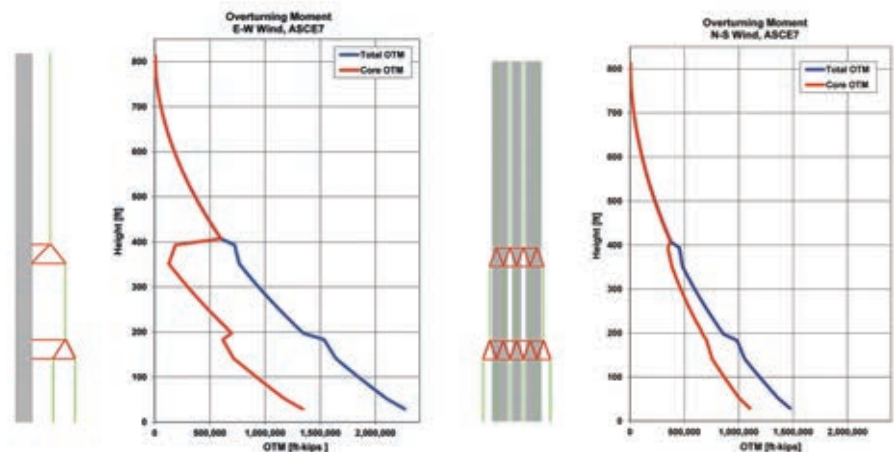 Overturning Moment
E-W Wind, ASCE7
Total OTM
Core OTM
800
700
600
500
400
300
200
100
0
Height [ft]
0
500,000
1,000,000
1,500,000
2,000,000
OTM [ft-kips ]
Overturning Moment
N-S Wind, ASCE7
Total OTM
Core OTM
800
700
600
500
400
300
200
100
0
Height [ft]
0
500,000
1,000,000
1,500,000
2,000,000
OTM [ft-kips]